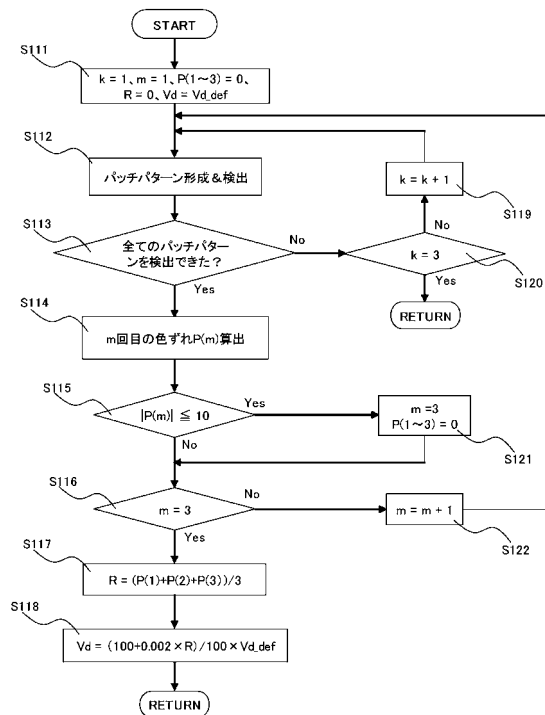 START
S111
k = 1、m = 1、P(1～3) = 0、
R = 0、Vd = Vd_def
S112
パッチパターン形成＆検出
k = k + 1
S119
S113
全てのパッチパター
ンを検出できた？
No
Yes
k = 3
No
Yes
S120
RETURN
S114
m回目の色ずれP(m)算出
S115
|P(m)| ≦ 10
Yes
No
m =3
P(1～3) = 0
S121
S116
m = 3
No
Yes
m = m + 1
S122
S117
R = (P(1)+P(2)+P(3))/3
S118
Vd = (100+0.002 × R)/100 × Vd_def
RETURN